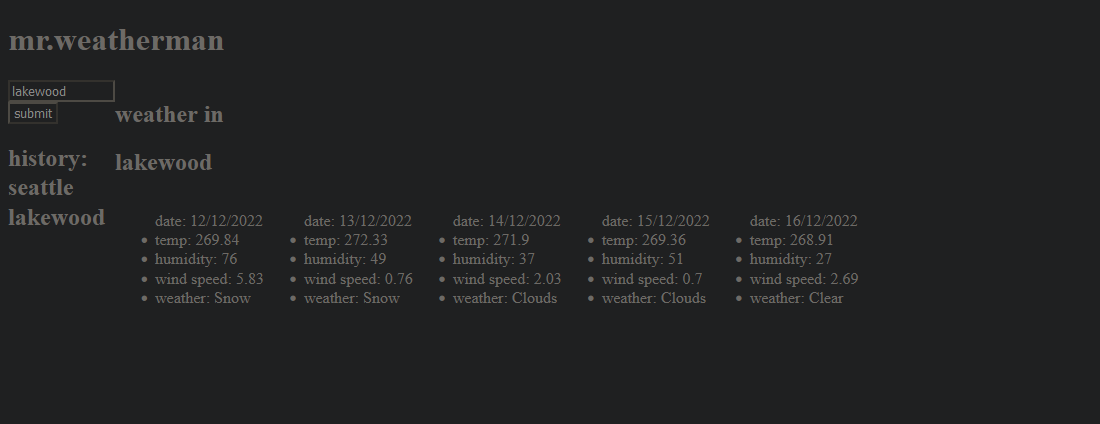 mr.weatherman
lakewood
submit
history:
seattle
lakewood
weather in
lakewood
date: 12/12/2022
temp: 269.84
humidity: 76
wind speed: 5.83
weather: Snow
date: 13/12/2022
temp: 272.33
humidity: 49
wind speed: 0.76
weather: Snow
date: 14/12/2022
temp: 271.9
humidity: 37
wind speed: 2.03
weather: Clouds
date: 15/12/2022
temp: 269.36
humidity: 51
wind speed: 0.7
weather: Clouds
date: 16/12/2022
temp: 268.91
humidity: 27
wind speed: 2.69
weather: Clear